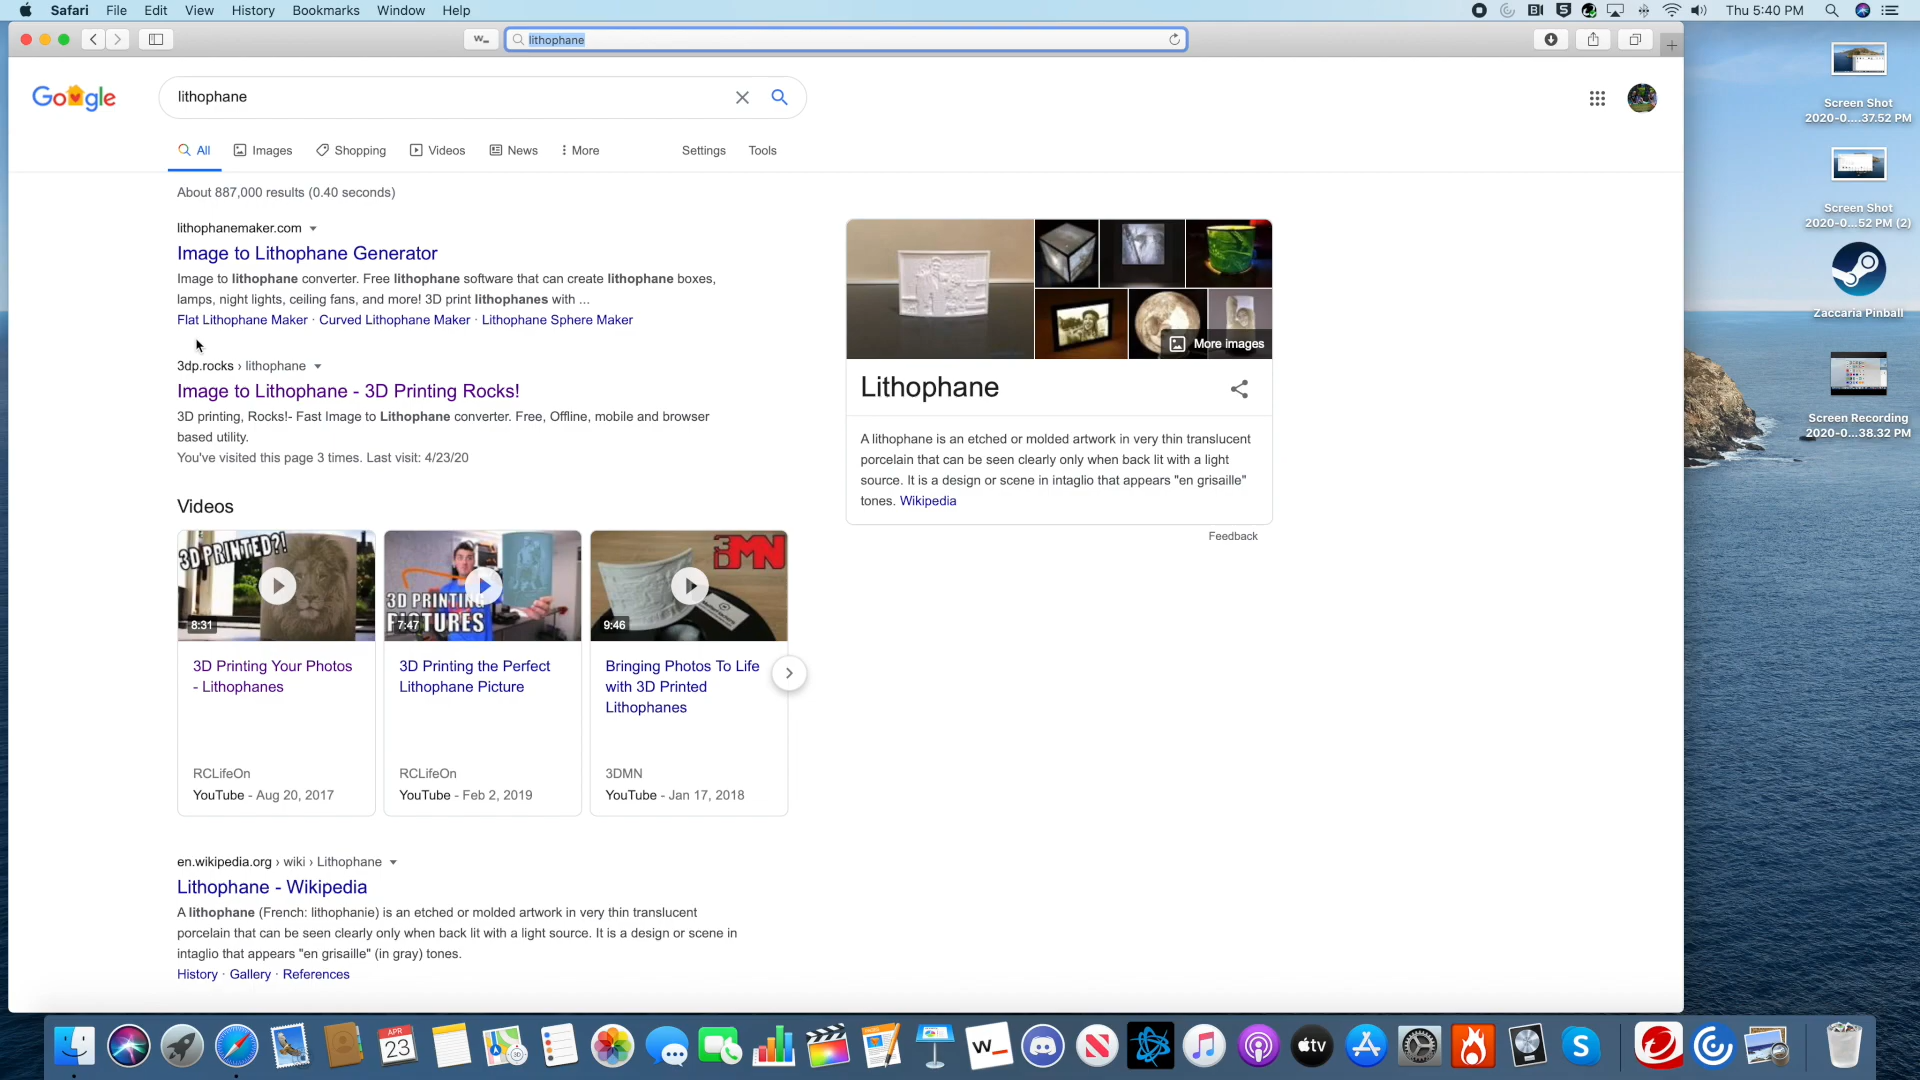 Safari File Edit View History Bookmarks Window Help
Thu 5:40 PM
lithophane
Google
lithophane
All Images Shopping Videos News More Settings Tools
About 887,000 results (0.40 seconds)
lithophanemaker.com
Image to Lithophane Generator
Image to lithophane converter. Free lithophane software that can create lithophane boxes,
lamps, night lights, ceiling fans, and more! 3D print lithophanes with ...
Flat Lithophane Maker · Curved Lithophane Maker · Lithophane Sphere Maker
3dp.rocks › lithophane
Image to Lithophane - 3D Printing Rocks!
3D printing, Rocks!- Fast Image to Lithophane converter. Free, Offline, mobile and browser
based utility.
You've visited this page 3 times. Last visit: 4/23/20
Videos
3D PRINTED?!
8:31
3D Printing Your Photos
- Lithophanes
RCLifeOn
YouTube - Aug 20, 2017
3D PRINTING
PICTURES
7:47
3D Printing the Perfect
Lithophane Picture
RCLifeOn
YouTube - Feb 2, 2019
3DMN
9:46
Bringing Photos To Life
with 3D Printed
Lithophanes
3DMN
YouTube - Jan 17, 2018
en.wikipedia.org › wiki › Lithophane
Lithophane - Wikipedia
A lithophane (French: lithophanie) is an etched or molded artwork in very thin translucent
porcelain that can be seen clearly only when back lit with a light source. It is a design or scene in
intaglio that appears "en grisaille" (in gray) tones.
History · Gallery · References
More images
Lithophane
A lithophane is an etched or molded artwork in very thin translucent
porcelain that can be seen clearly only when back lit with a light
source. It is a design or scene in intaglio that appears "en grisaille"
tones. Wikipedia
Feedback
Screen Shot
2020-0....37.52 PM
Screen Shot
2020-0...52 PM (2)
Zaccaria Pinball
Screen Recording
2020-0...38.32 PM
APR
23
3D
tv